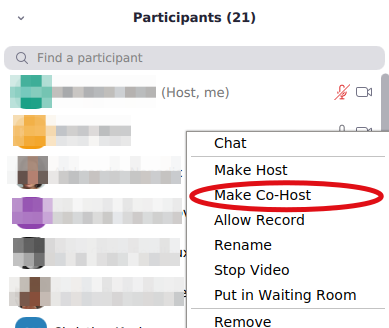 Participants (21)
Find a participant
(Host, me)
Chat
Make Host
Make Co-Host
Allow Record
Rename
Stop Video
Put in Waiting Room
Remove